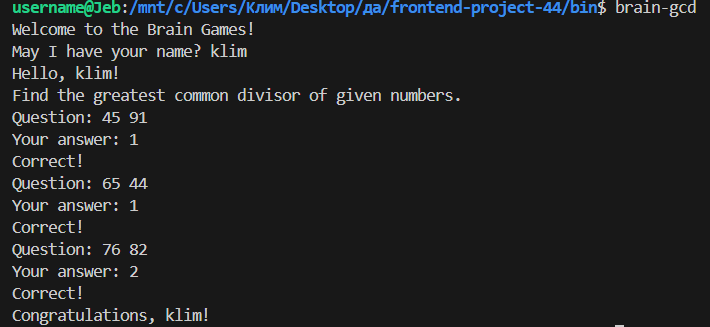 username@Jeb:/mnt/c/Users/Клим/Desktop/да/frontend-project-44/bin$ brain-gcd
Welcome to the Brain Games!
May I have your name? klim
Hello, klim!
Find the greatest common divisor of given numbers.
Question: 45 91
Your answer: 1
Correct!
Question: 65 44
Your answer: 1
Correct!
Question: 76 82
Your answer: 2
Correct!
Congratulations, klim!